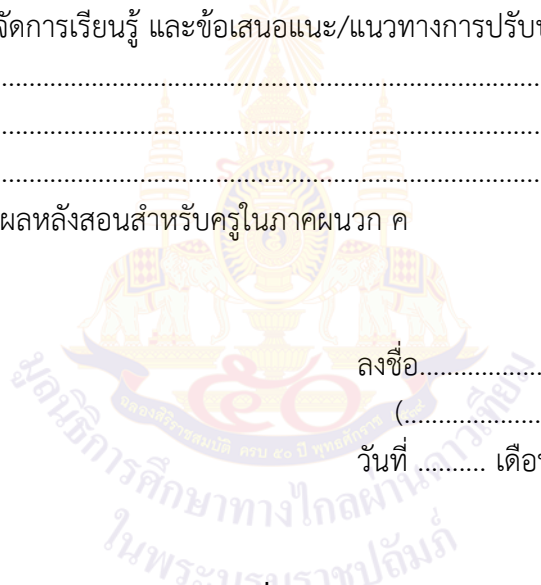 จัดการเรียนรู้ และข้อเสนอแนะ/แนวทางการปรับ
................................................................................
................................................................................
................................................................................
ผลหลังสอนสำหรับครูในภาคผนวก ค
ลงชื่อ..................
(....................
วันที่ .......... เดือน
ฉลองสิริราชสมบัติ ครบ ๕๐ ปี
๕๐
มูลนิธิการศึกษาทางไกลผ่านดาวเทียม
ในพระบรมราชูปถัมภ์